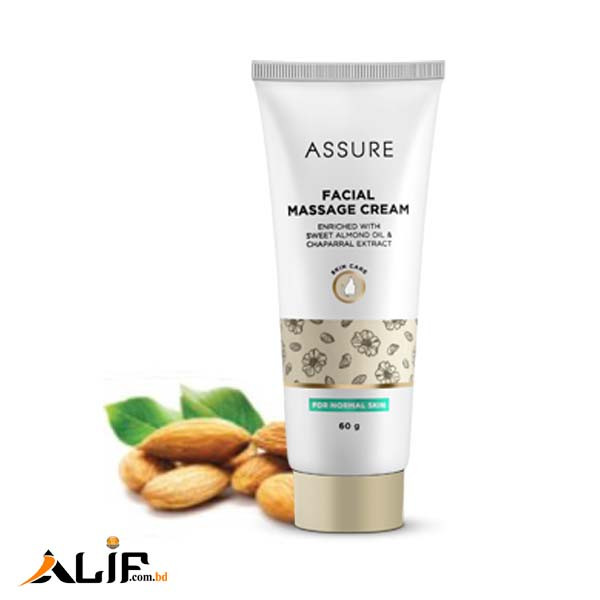 ASSURE
FACIAL
MASSAGE CREAM
ENRICHED WITH
SWEET ALMOND OIL &
CHAPARRAL EXTRACT
SKIN CARE
FOR NORMAL SKIN
60 g
ALIF.com.bd